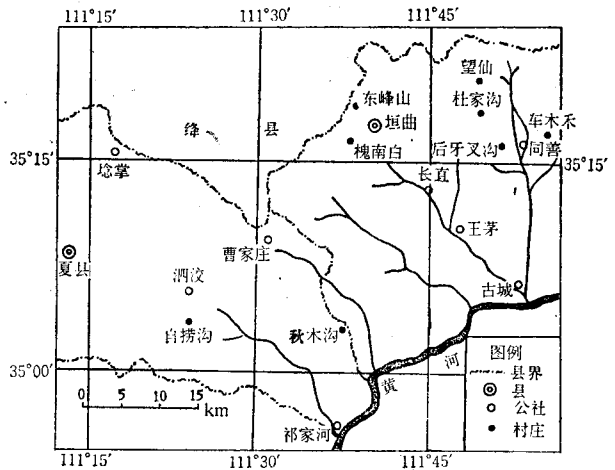 111°15′ 111°30′ 111°45′
望仙
东峰山
杜家沟
车木禾
绛县
垣曲
槐南白
后牙叉沟
同善
35°15′
35°15′
埝掌
长直
王茅
曹家庄
夏县
泗汶
古城
自捞沟
秋木沟
黄河
35°00′
图例
县界
县
公社
村庄
0 5 10 15
km
祁家河
111°15′ 111°30′ 111°45′